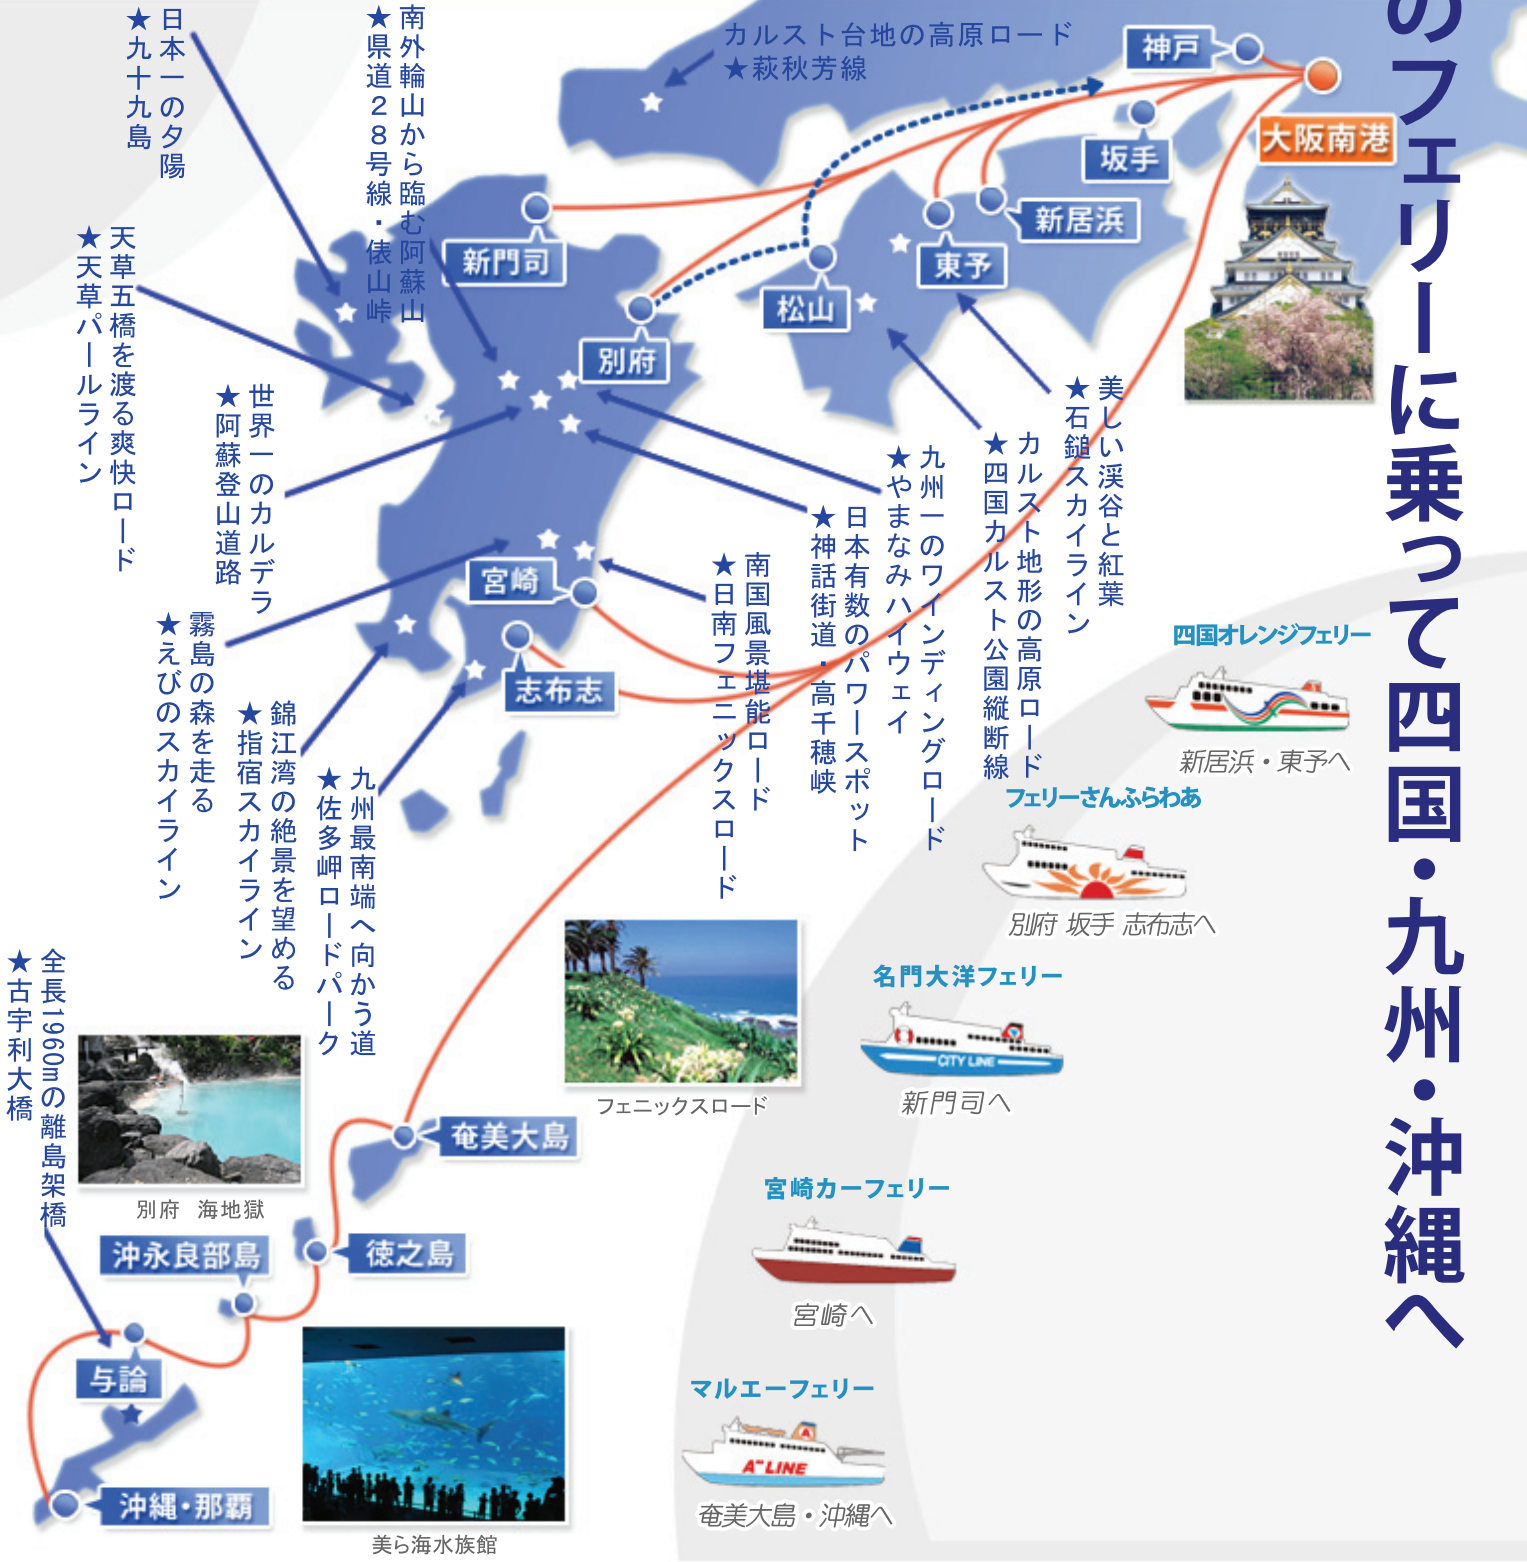 のフェリーに乗って四国・九州・沖縄へ
カルスト台地の高原ロード
★萩秋芳線
神戸
大阪南港
坂手
新居浜
東予
松山
新門司
別府
宮崎
志布志
奄美大島
徳之島
沖永良部島
与論
沖縄・那覇
日本一の夕陽
★九十九島
南外輪山から臨む阿蘇山
★県道28号線・俵山峠
天草五橋を渡る爽快ロード
★天草パールライン
世界一のカルデラ
★阿蘇登山道路
霧島の森を走る
★えびのスカイライン
錦江湾の絶景を望める
★指宿スカイライン
九州最南端へ向かう道
★佐多岬ロードパーク
全長1960mの離島架橋
★古宇利大橋
美しい渓谷と紅葉
★石鎚スカイライン
カルスト地形の高原ロード
★四国カルスト公園縦断線
九州一のワインディングロード
★やまなみハイウェイ
日本有数のパワースポット
★神話街道・高千穂峡
南国風景堪能ロード
★日南フェニックスロード
四国オレンジフェリー
新居浜・東予へ
フェリーさんふらわあ
別府 坂手 志布志へ
名門大洋フェリー
CITY LINE
新門司へ
宮崎カーフェリー
宮崎へ
マルエーフェリー
A
A"LINE
奄美大島・沖縄へ
フェニックスロード
別府 海地獄
美ら海水族館